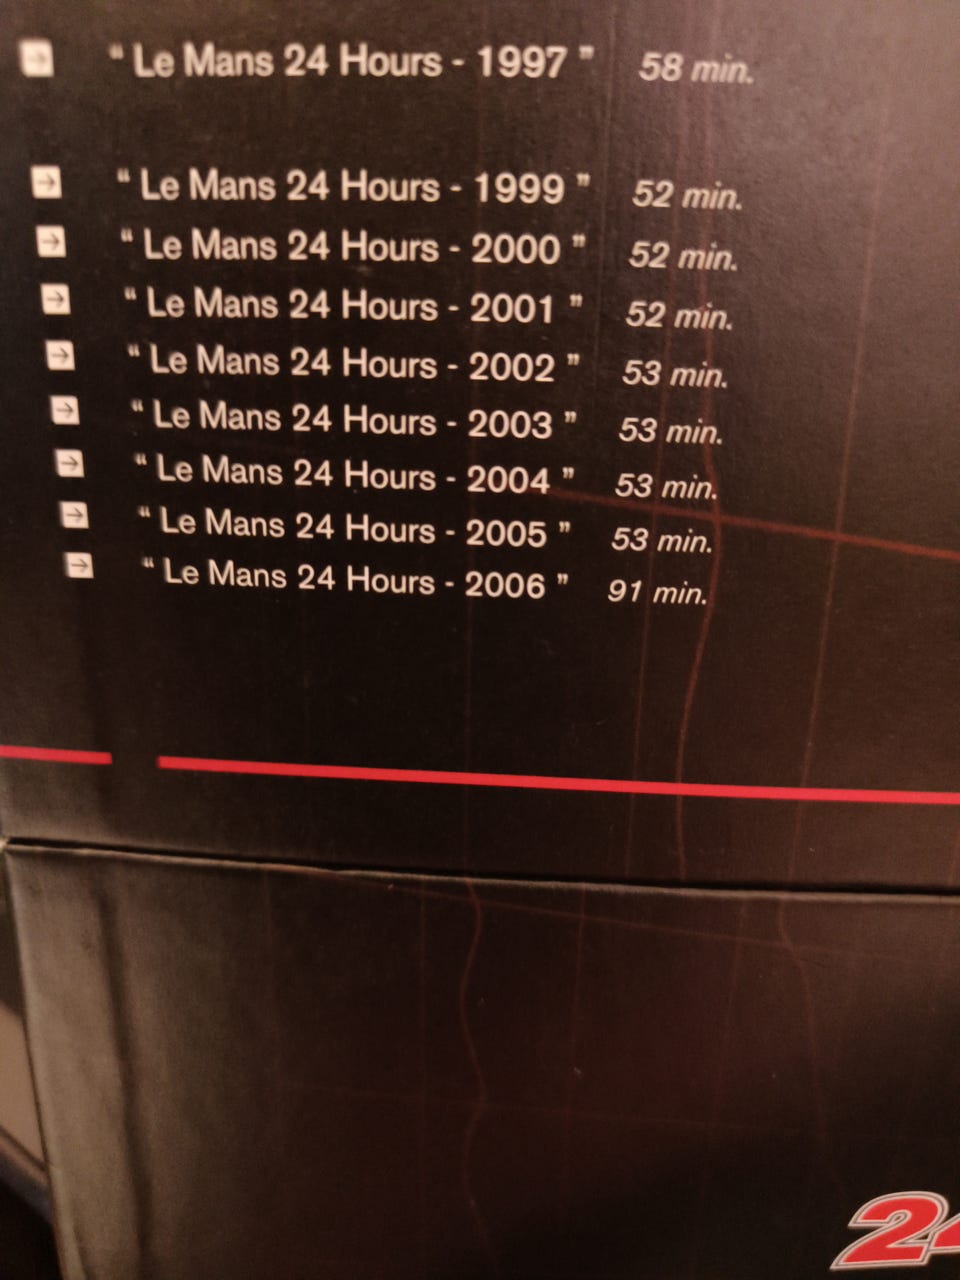 “ Le Mans 24 Hours - 1997 ” 58 min.
“ Le Mans 24 Hours - 1999 ” 52 min.
“ Le Mans 24 Hours - 2000 ” 52 min.
“ Le Mans 24 Hours - 2001 ” 52 min.
“ Le Mans 24 Hours - 2002 ” 53 min.
“ Le Mans 24 Hours - 2003 ” 53 min.
“ Le Mans 24 Hours - 2004 ” 53 min.
“ Le Mans 24 Hours - 2005 ” 53 min.
“ Le Mans 24 Hours - 2006 ” 91 min.
24